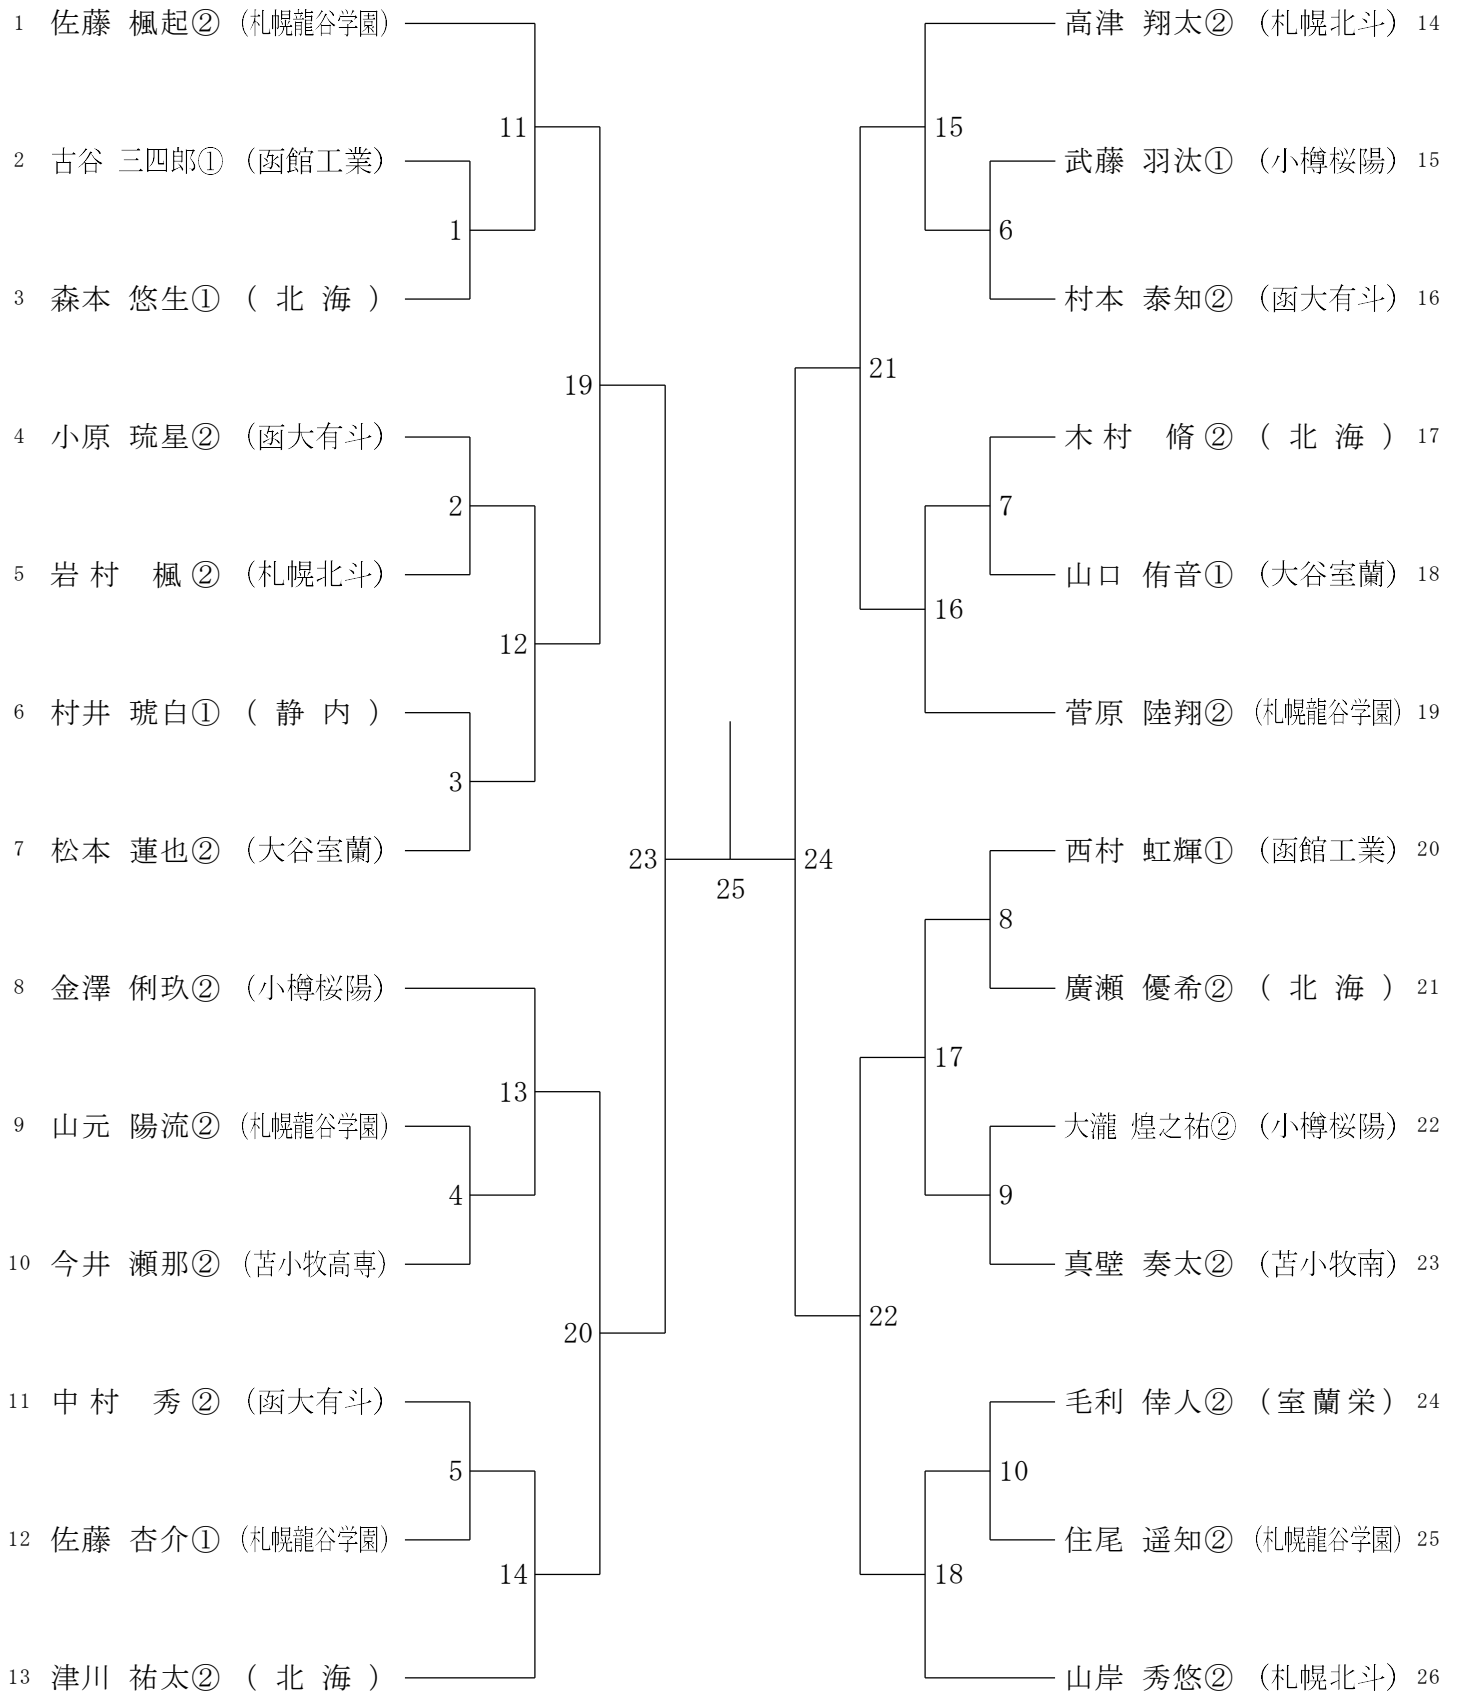 1 佐藤 楓起② (札幌龍谷学園)
11
2 古谷 三四郎① (函館工業)
1
3 森本 悠生① ( 北 海 )
19
4 小原 琉星② (函大有斗)
2
5 岩村 楓② (札幌北斗)
12
6 村井 琥白① ( 静 内 )
3
7 松本 蓮也② (大谷室蘭)
23
25
8 金澤 俐玖② (小樽桜陽)
13
9 山元 陽流② (札幌龍谷学園)
4
10 今井 瀬那② (苫小牧高専)
20
11 中村 秀② (函大有斗)
5
12 佐藤 杏介① (札幌龍谷学園)
14
13 津川 祐太② ( 北 海 )
高津 翔太② (札幌北斗) 14
15
武藤 羽汰① (小樽桜陽) 15
6
村本 泰知② (函大有斗) 16
21
木村 脩② ( 北 海 ) 17
7
山口 侑音① (大谷室蘭) 18
16
菅原 陸翔② (札幌龍谷学園) 19
24
西村 虹輝① (函館工業) 20
8
廣瀬 優希② ( 北 海 ) 21
17
大瀧 煌之祐② (小樽桜陽) 22
9
真壁 奏太② (苫小牧南) 23
22
毛利 倖人② (室蘭栄) 24
10
住尾 遥知② (札幌龍谷学園) 25
18
山岸 秀悠② (札幌北斗) 26